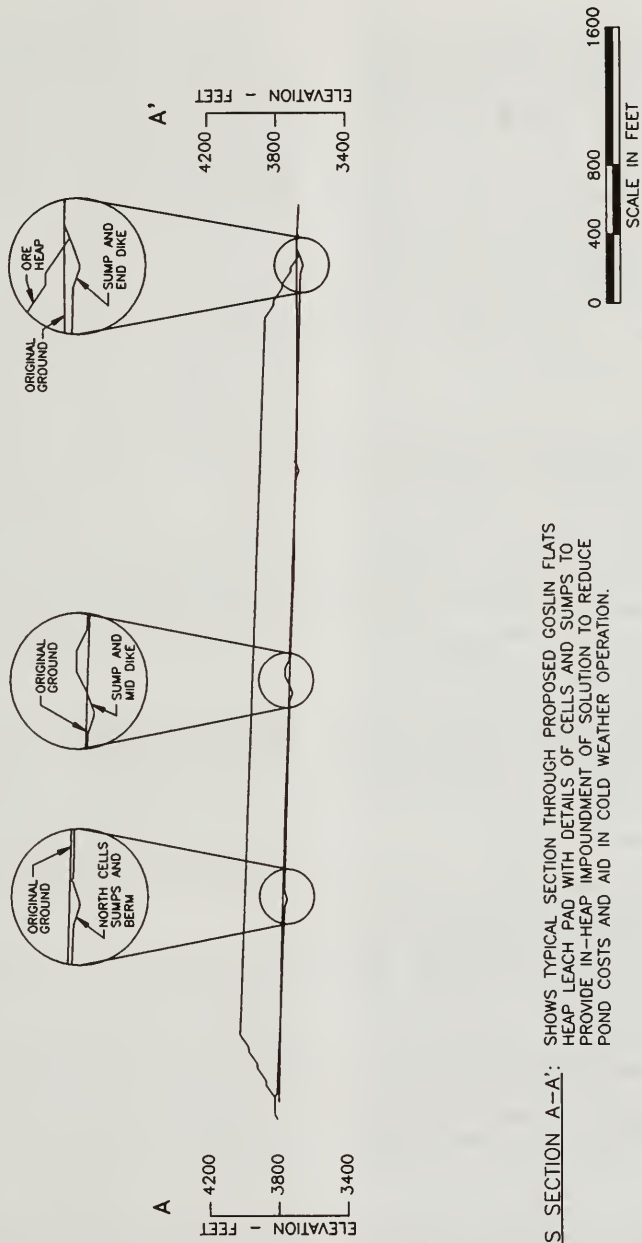 A
A'
4200
3800
3400
ELEVATION - FEET
4200
3800
3400
ELEVATION - FEET
ORIGINAL
GROUND
NORTH CELLS
SUMPS AND
BERM
ORIGINAL
GROUND
SUMP AND
MID DIKE
ORE
HEAP
ORIGINAL
GROUND
SUMP AND
END DIKE
S SECTION A-A': SHOWS TYPICAL SECTION THROUGH PROPOSED GOSLIN FLATS
HEAP LEACH PAD WITH DETAILS OF CELLS AND SUMPS TO
PROVIDE IN-HEAP IMPOUNDMENT OF SOLUTION TO REDUCE
POND COSTS AND AID IN COLD WEATHER OPERATION.
0 400 800 1600
SCALE IN FEET